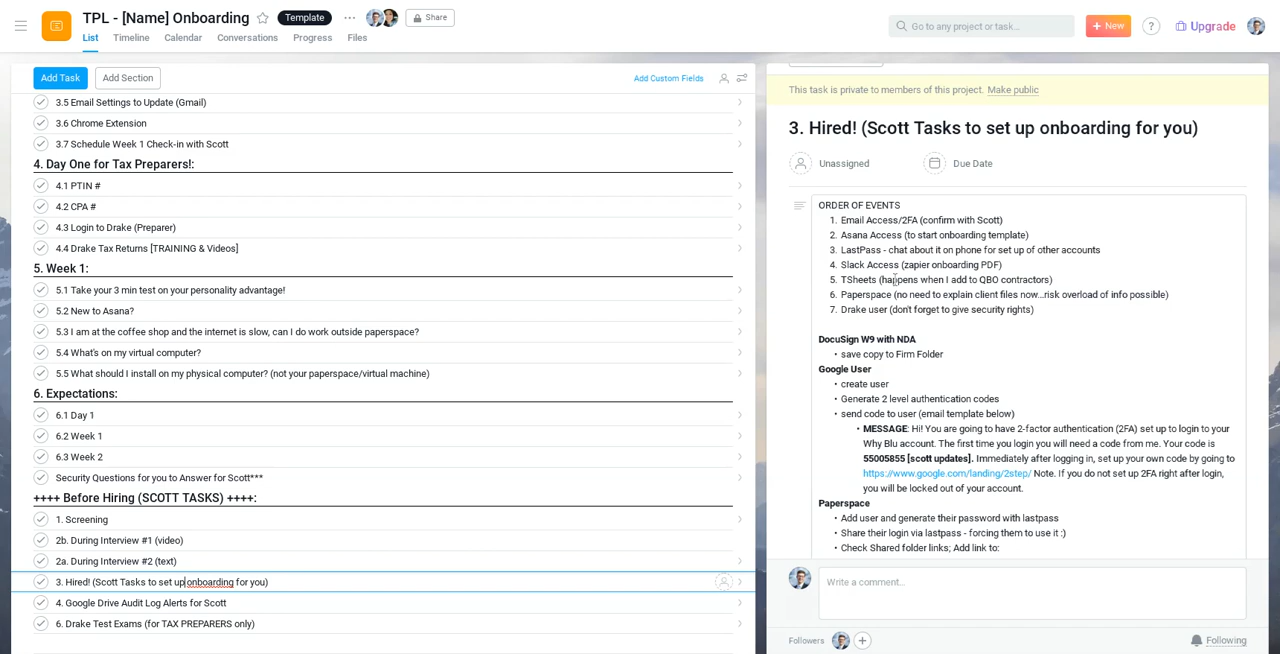 TPL - [Name] Onboarding
Template
Share
Go to any project or task...
New
?
Upgrade
List
Timeline
Calendar
Conversations
Progress
Files
Add Task
Add Section
Add Custom Fields
3.5 Email Settings to Update (Gmail)
3.6 Chrome Extension
3.7 Schedule Week 1 Check-in with Scott
4. Day One for Tax Preparers!:
4.1 PTIN #
4.2 CPA #
4.3 Login to Drake (Preparer)
4.4 Drake Tax Returns [TRAINING & Videos]
5. Week 1:
5.1 Take your 3 min test on your personality advantage!
5.2 New to Asana?
5.3 I am at the coffee shop and the internet is slow, can I do work outside paperspace?
5.4 What's on my virtual computer?
5.5 What should I install on my physical computer? (not your paperspace/virtual machine)
6. Expectations:
6.1 Day 1
6.2 Week 1
6.3 Week 2
Security Questions for you to Answer for Scott***
++++ Before Hiring (SCOTT TASKS) ++++:
1. Screening
2b. During Interview #1 (video)
2a. During Interview #2 (text)
3. Hired! (Scott Tasks to set up onboarding for you)
4. Google Drive Audit Log Alerts for Scott
6. Drake Test Exams (for TAX PREPARERS only)
This task is private to members of this project. Make public
3. Hired! (Scott Tasks to set up onboarding for you)
Unassigned
Due Date
ORDER OF EVENTS
1. Email Access/2FA (confirm with Scott)
2. Asana Access (to start onboarding template)
3. LastPass - chat about it on phone for set up of other accounts
4. Slack Access (zapier onboarding PDF)
5. TSheets (happens when I add to QBO contractors)
6. Paperspace (no need to explain client files now...risk overload of info possible)
7. Drake user (don't forget to give security rights)
DocuSign W9 with NDA
• save copy to Firm Folder
Google User
• create user
• Generate 2 level authentication codes
• send code to user (email template below)
• MESSAGE: Hi! You are going to have 2-factor authentication (2FA) set up to login to your
Why Blu account. The first time you login you will need a code from me. Your code is
55005855 [scott updates]. Immediately after logging in, set up your own code by going to
https://www.google.com/landing/2step/ Note. If you do not set up 2FA right after login,
you will be locked out of your account.
Paperspace
• Add user and generate their password with lastpass
• Share their login via lastpass - forcing them to use it :)
• Check Shared folder links; Add link to:
Write a comment...
Followers
Following